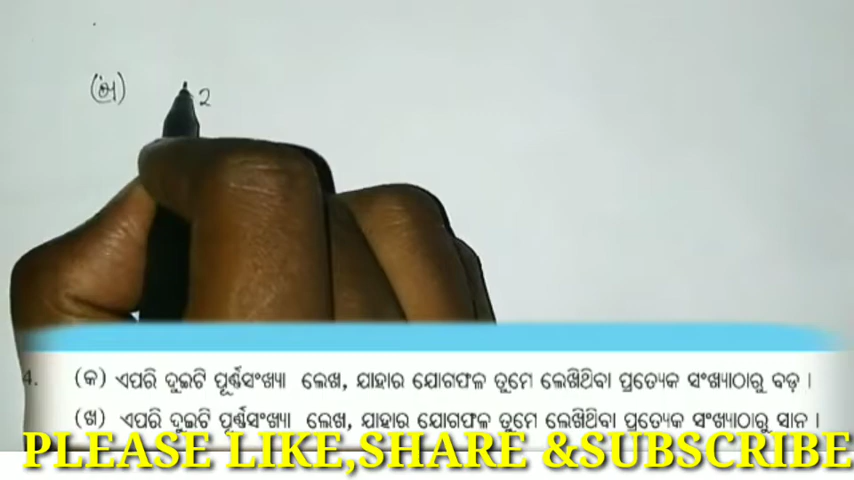 (ଖ) 2
4. (କ) ଏପରି ଦୁଇଟି ପୂର୍ଣ୍ଣସଂଖ୍ୟା ଲେଖ, ଯାହାର ଯୋଗଫଳ ତୁମେ ଲେଖିଥିବା ପ୍ରତ୍ୟେକ ସଂଖ୍ୟାଠାରୁ ବଡ଼ ।
(ଖ) ଏପରି ଦୁଇଟି ପୂର୍ଣ୍ଣସଂଖ୍ୟା ଲେଖ, ଯାହାର ଯୋଗଫଳ ତୁମେ ଲେଖିଥିବା ପ୍ରତ୍ୟେକ ସଂଖ୍ୟାଠାରୁ ସାନ ।
PLEASE LIKE,SHARE &SUBSCRIBE